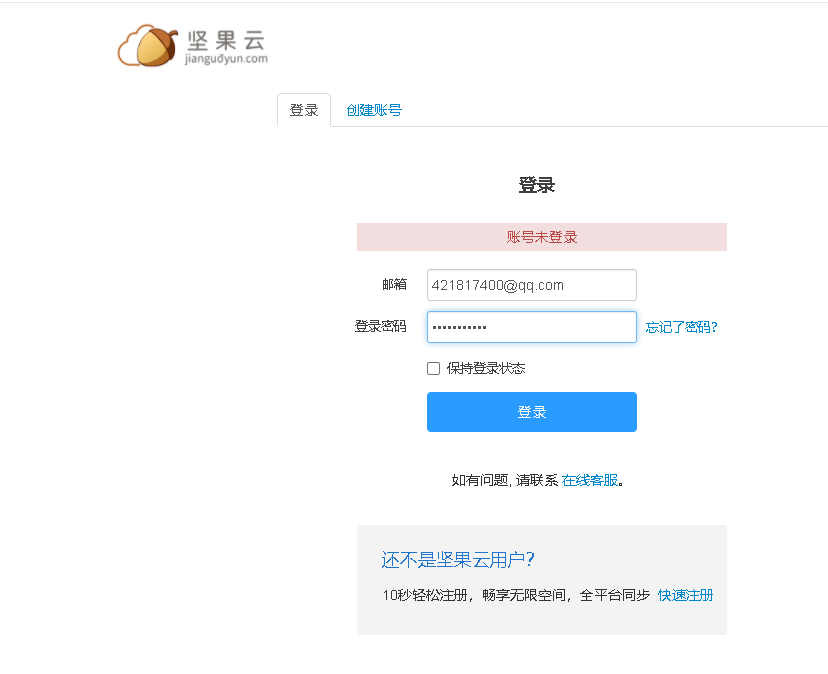 坚果云
jianguoyun.com
登录 创建账号
登录
账号未登录
邮箱 421817400@qq.com
登录密码 ••••••••••• 忘记了密码?
保持登录状态
登录
如有问题, 请联系 在线客服。
还不是坚果云用户?
10秒轻松注册，畅享无限空间，全平台同步 快速注册